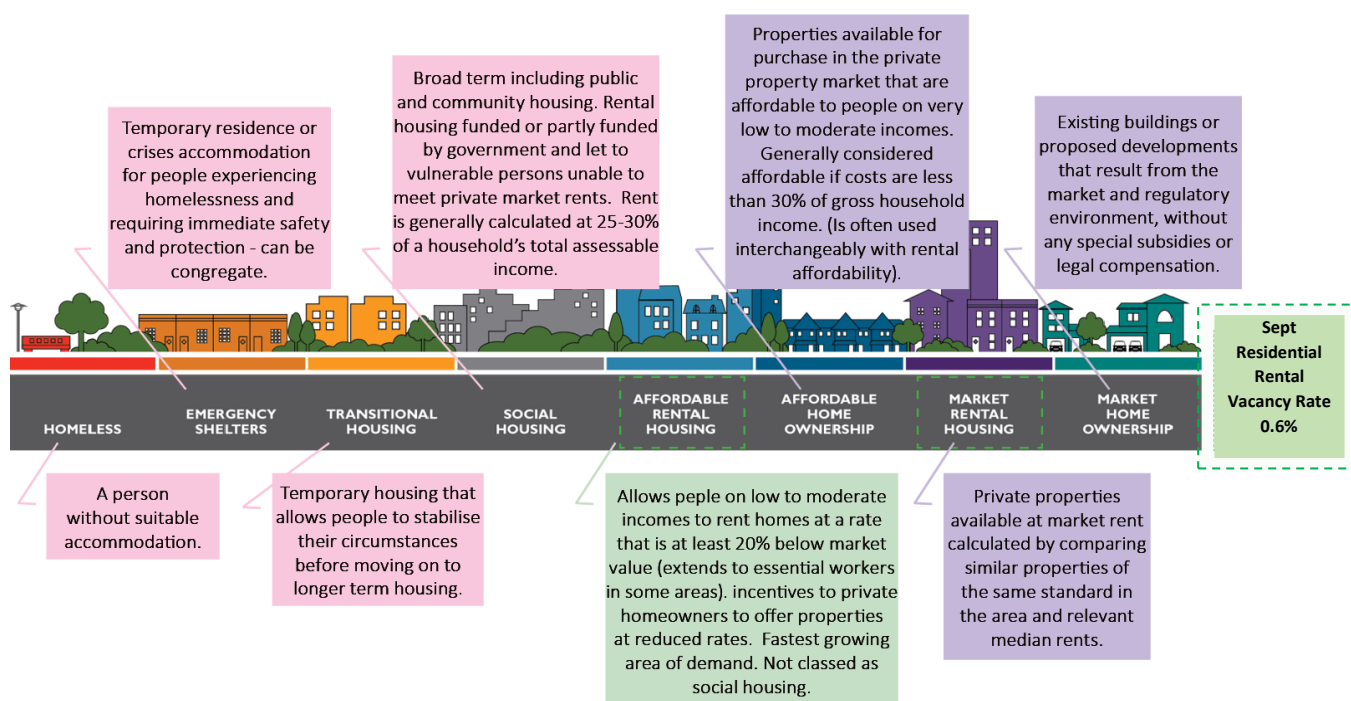 Temporary residence or
crises accommodation
for people experiencing
homelessness and
requiring immediate safety
and protection - can be
congregate.
Broad term including public
and community housing. Rental
housing funded or partly funded
by government and let to
vulnerable persons unable to
meet private market rents.  Rent
is generally calculated at 25-30%
of a household's total assessable
income.
Properties available for
purchase in the private
property market that are
affordable to people on very
low to moderate incomes.
Generally considered
affordable if costs are less
than 30% of gross household
income. (Is often used
interchangeably with rental
affordability).
Existing buildings or
proposed developments
that result from the
market and regulatory
environment, without
any special subsidies or
legal compensation.
Sept
Residential
Rental
Vacancy Rate
0.6%
HOMELESS
EMERGENCY
SHELTERS
TRANSITIONAL
HOUSING
SOCIAL
HOUSING
AFFORDABLE
RENTAL
HOUSING
AFFORDABLE
HOME
OWNERSHIP
MARKET
RENTAL
HOUSING
MARKET
HOME
OWNERSHIP
A person
without suitable
accommodation.
Temporary housing that
allows people to stabilise
their circumstances
before moving on to
longer term housing.
Allows peple on low to moderate
incomes to rent homes at a rate
that is at least 20% below market
value (extends to essential workers
in some areas). incentives to private
homeowners to offer properties
at reduced rates.  Fastest growing
area of demand. Not classed as
social housing.
Private properties
available at market rent
calculated by comparing
similar properties of
the same standard in
the area and relevant
median rents.